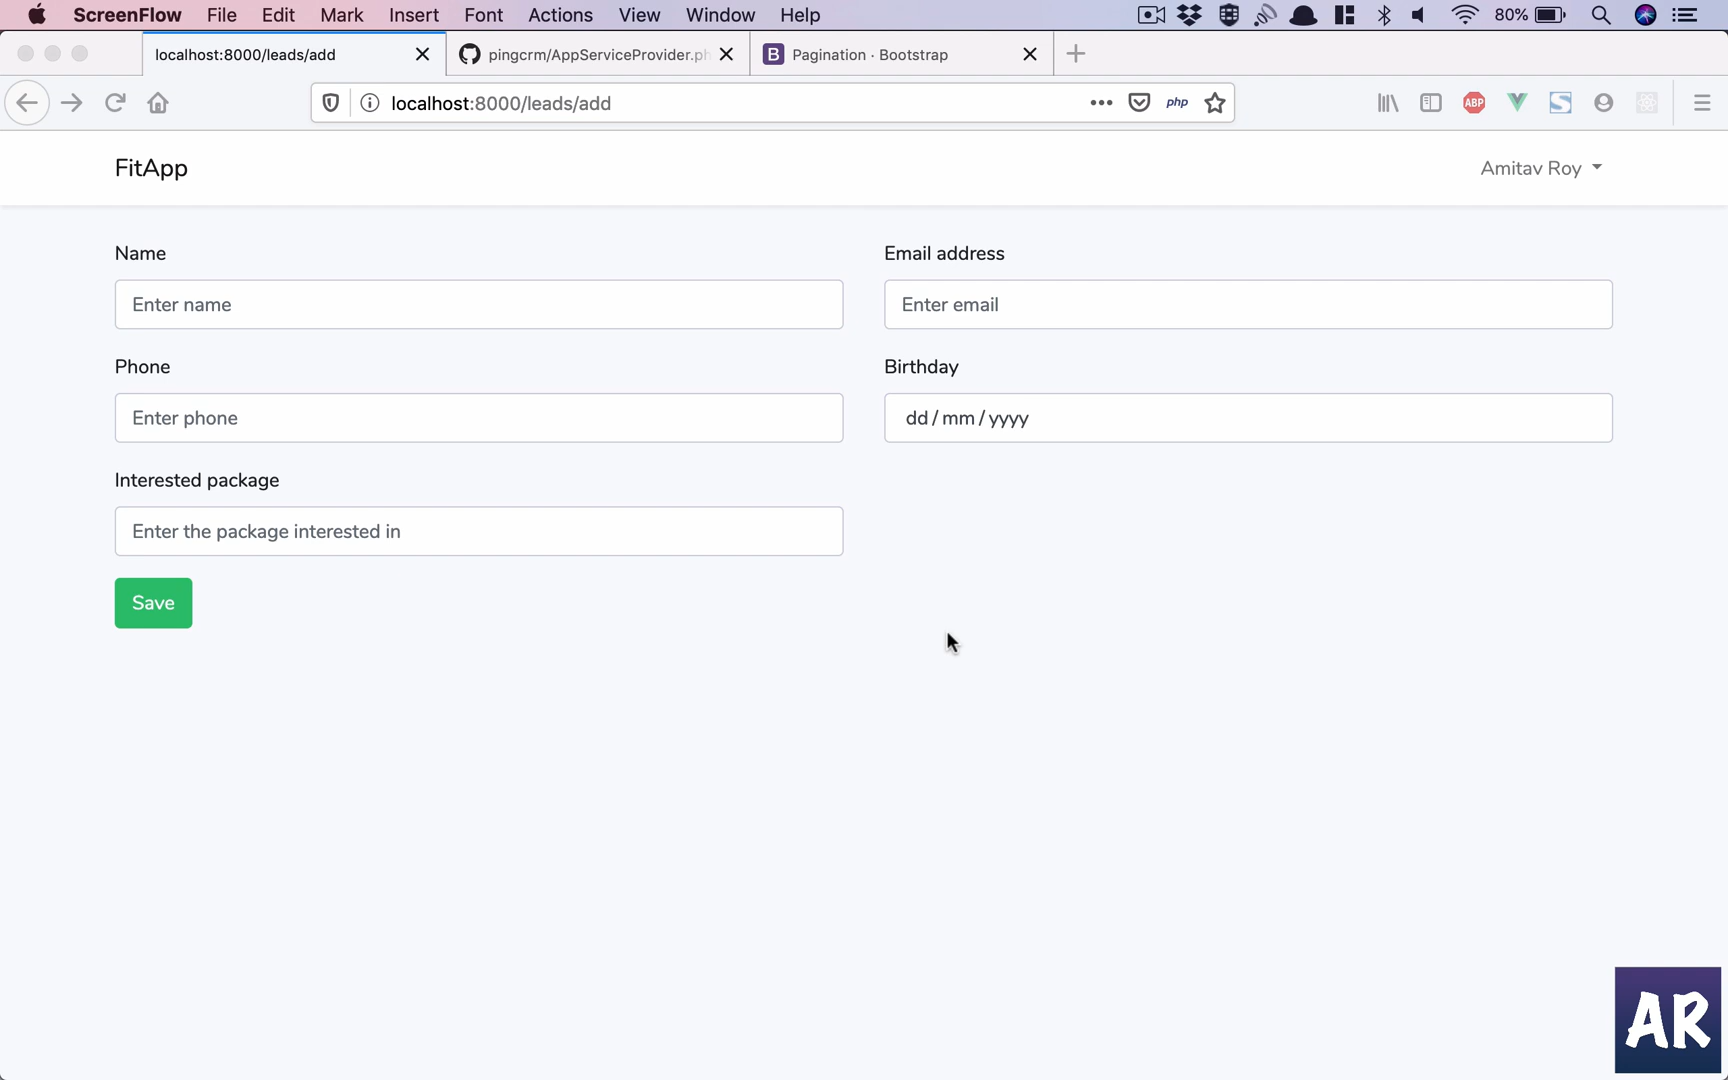 ScreenFlow File Edit Mark Insert Font Actions View Window Help 80%
localhost:8000/leads/add pingcrm/AppServiceProvider.ph B Pagination · Bootstrap
localhost:8000/leads/add php ABP
FitApp Amitav Roy
Name Email address
Enter name Enter email
Phone Birthday
Enter phone dd / mm / yyyy
Interested package
Enter the package interested in
Save
AR